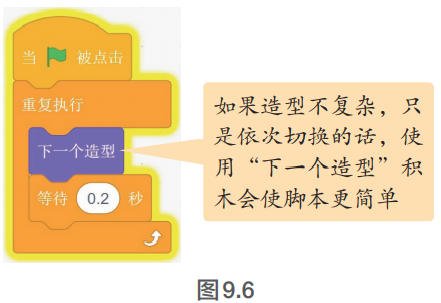 当 被点击
重复执行
下一个造型
等待 0.2 秒
如果造型不复杂，只
是依次切换的话，使
用“下一个造型”积
木会使脚本更简单
图9.6